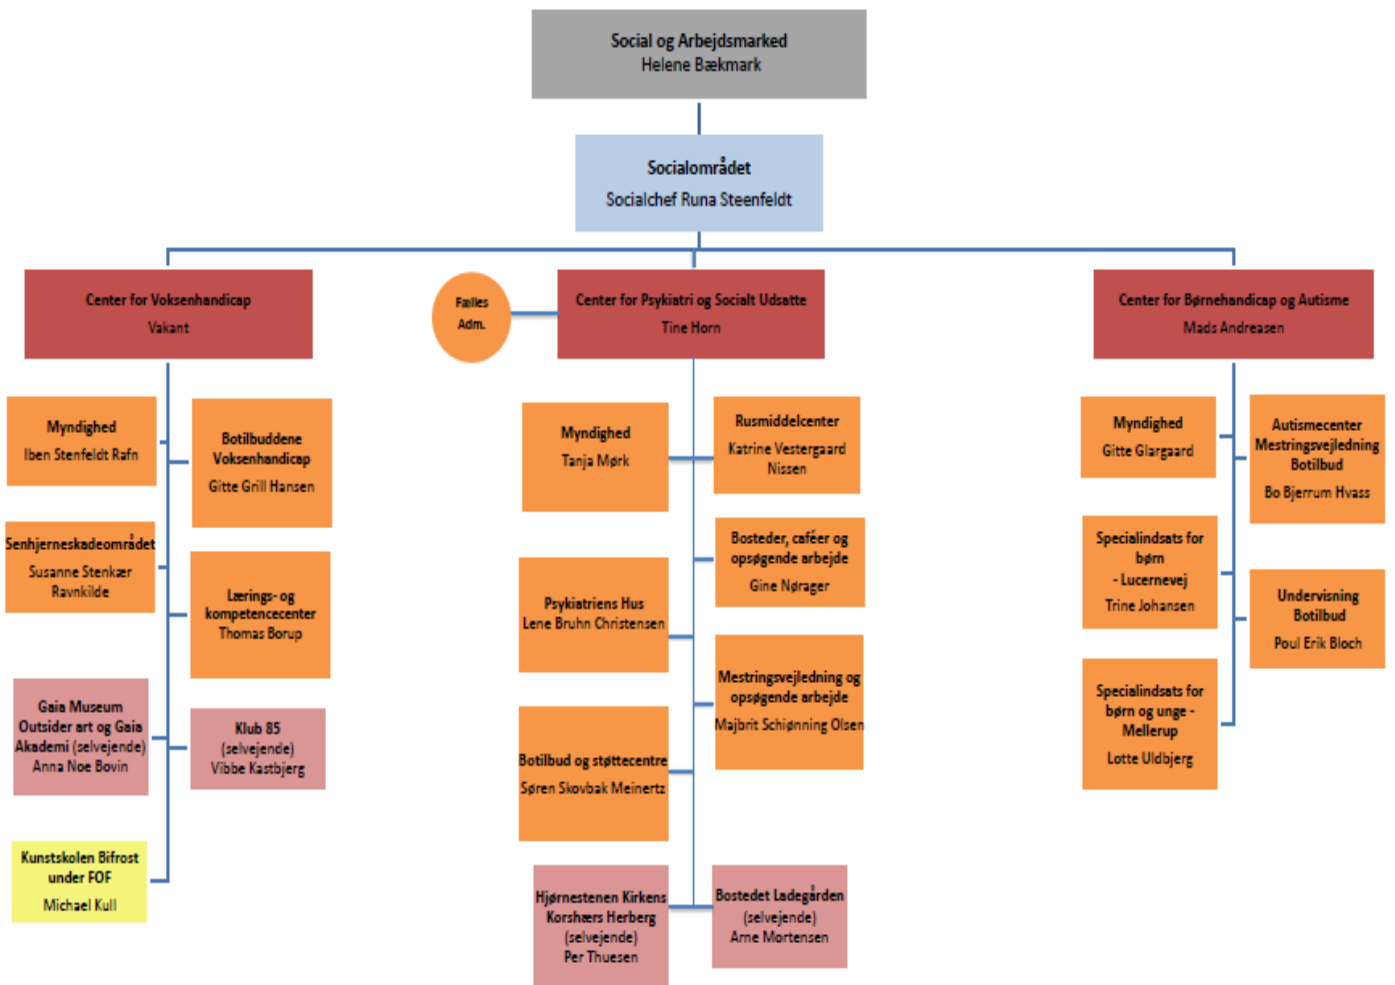 Social og Arbejdsmarked
Helene Bækmark
Socialområdet
Socialchef Runa Steenfeldt
Center for Voksenhandicap
Vakant
Fælles
Adm.
Center for Psykiatri og Socialt Udsatte
Tine Horn
Center for Børnehandicap og Autisme
Mads Andreasen
Myndighed
Iben Stenfeldt Rafn
Botilbuddene
Voksenhandicap
Gitte Grill Hansen
Senhjerneskadeområdet
Susanne Stenkær
Ravnkilde
Lærings- og
kompetencecenter
Thomas Borup
Gaia Museum
Outsider art og Gaia
Akademi (selvejende)
Anna Noe Bovin
Klub 85
(selvejende)
Vibbe Kastbjerg
Kunstskolen Bifrost
under FOF
Michael Kull
Myndighed
Tanja Mørk
Rusmiddelcenter
Katrine Vestergaard
Nissen
Bosteder, caféer og
opsøgende arbejde
Gine Nørager
Psykiatriens Hus
Lene Bruhn Christensen
Mestringsvejledning og
opsøgende arbejde
Majbrit Schiønning Olsen
Botilbud og støttecentre
Søren Skovbak Meinertz
Hjørnestenen Kirkens
Korshærs Herberg
(selvejende)
Per Thuesen
Bostedet Ladegården
(selvejende)
Arne Mortensen
Myndighed
Gitte Glargaard
Autismecenter
Mestringsvejledning
Botilbud
Bo Bjerrum Hvass
Specialindsats for
børn
- Lucernevej
Trine Johansen
Undervisning
Botilbud
Poul Erik Bloch
Specialindsats for
børn og unge -
Mellerup
Lotte Uldbjerg